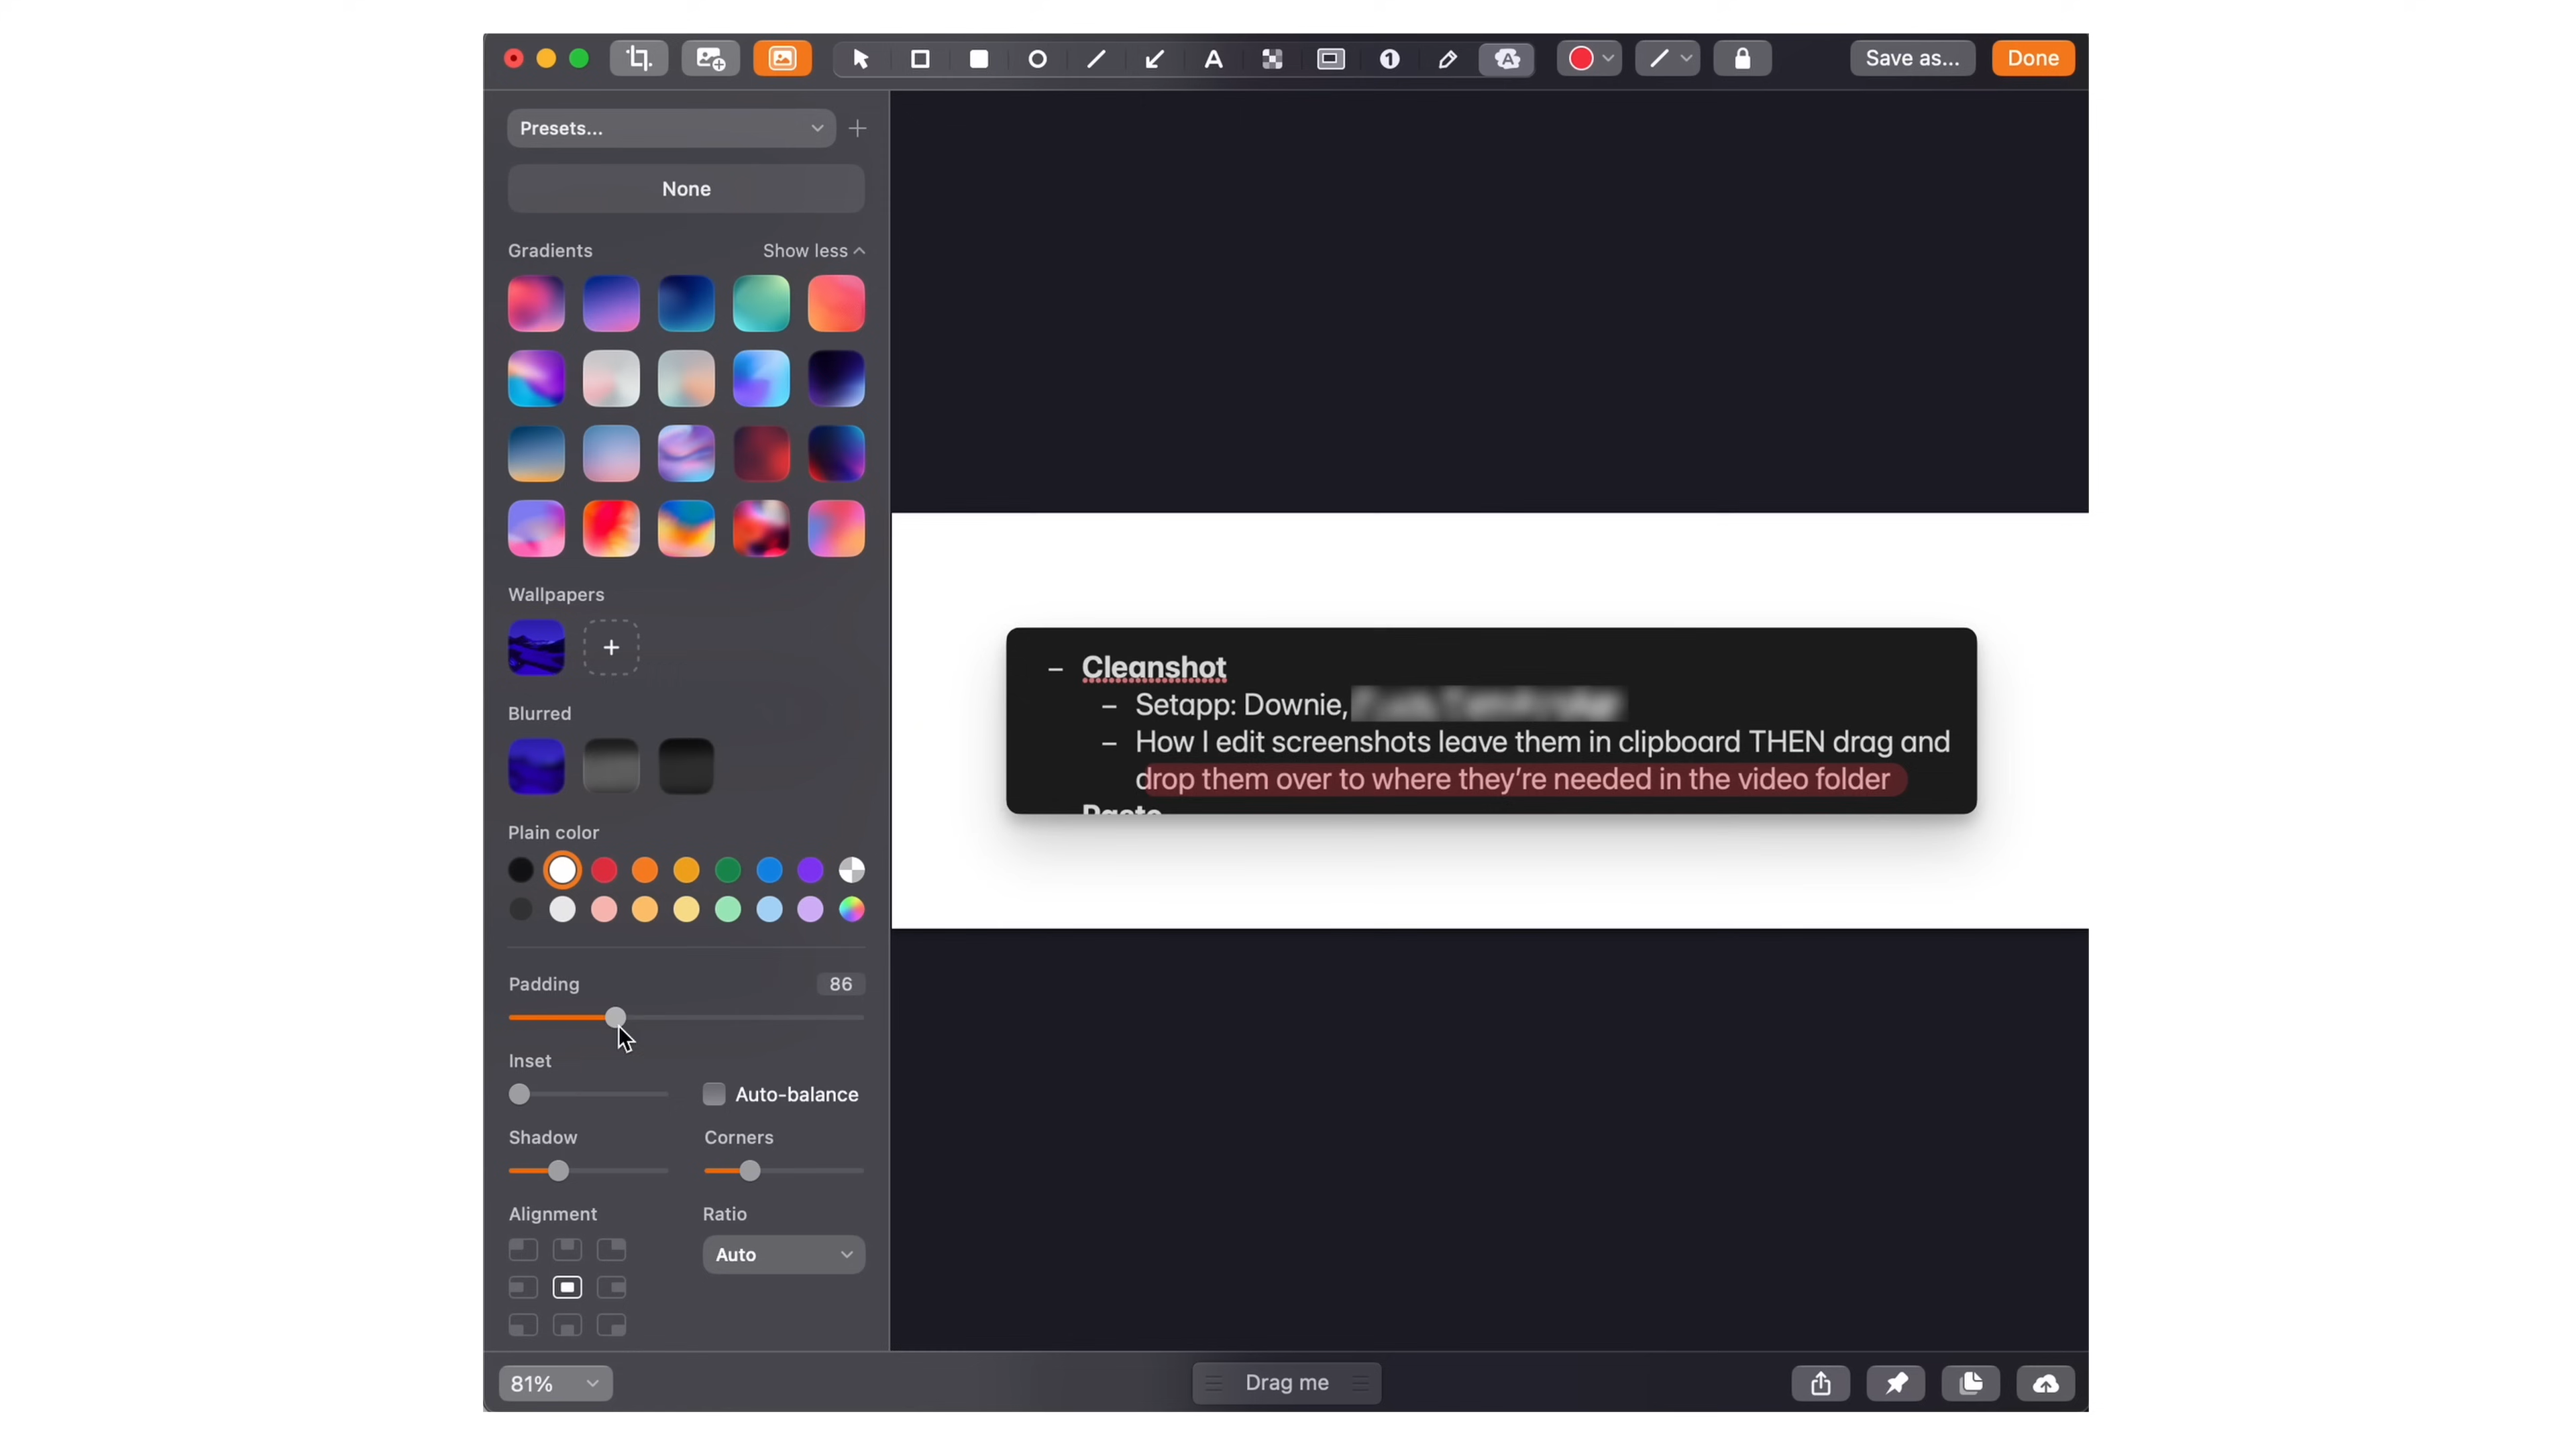 Save as...
Done
Presets...
None
Gradients
Show less
Wallpapers
Blurred
Plain color
Padding
86
Inset
Auto-balance
Shadow
Corners
Alignment
Ratio
Auto
– Cleanshot
– Setapp: Downie,
– How I edit screenshots leave them in clipboard THEN drag and
drop them over to where they’re needed in the video folder
81%
Drag me